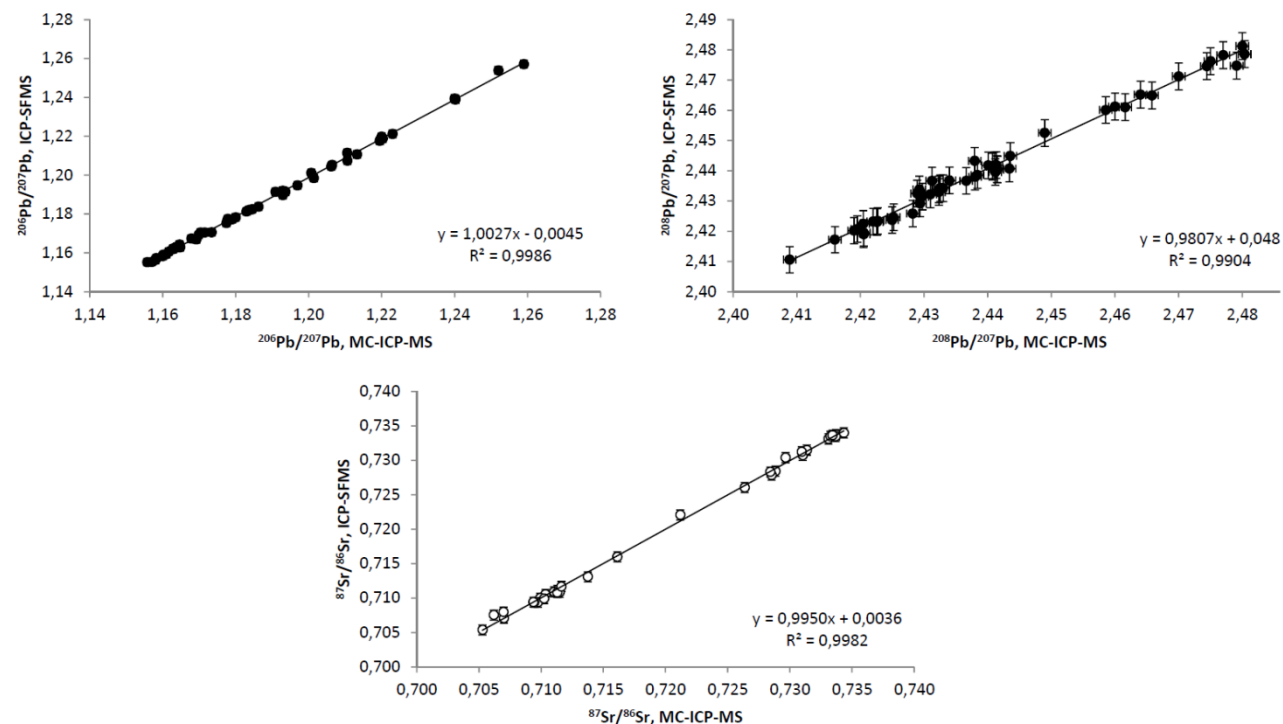 1,28
1,26
1,24
1,22
1,20
1,18
1,16
1,14
²⁰⁶Pb/²⁰⁷Pb, ICP-SFMS
y = 1,0027x - 0,0045
R² = 0,9986
1,14 1,16 1,18 1,20 1,22 1,24 1,26 1,28
²⁰⁶Pb/²⁰⁷Pb, MC-ICP-MS
2,49
2,48
2,47
2,46
2,45
2,44
2,43
2,42
2,41
2,40
²⁰⁸Pb/²⁰⁷Pb, ICP-SFMS
y = 0,9807x + 0,048
R² = 0,9904
2,40 2,41 2,42 2,43 2,44 2,45 2,46 2,47 2,48
²⁰⁸Pb/²⁰⁷Pb, MC-ICP-MS
0,740
0,735
0,730
0,725
0,720
0,715
0,710
0,705
0,700
⁸⁷Sr/⁸⁶Sr, ICP-SFMS
y = 0,9950x + 0,0036
R² = 0,9982
0,700 0,705 0,710 0,715 0,720 0,725 0,730 0,735 0,740
⁸⁷Sr/⁸⁶Sr, MC-ICP-MS